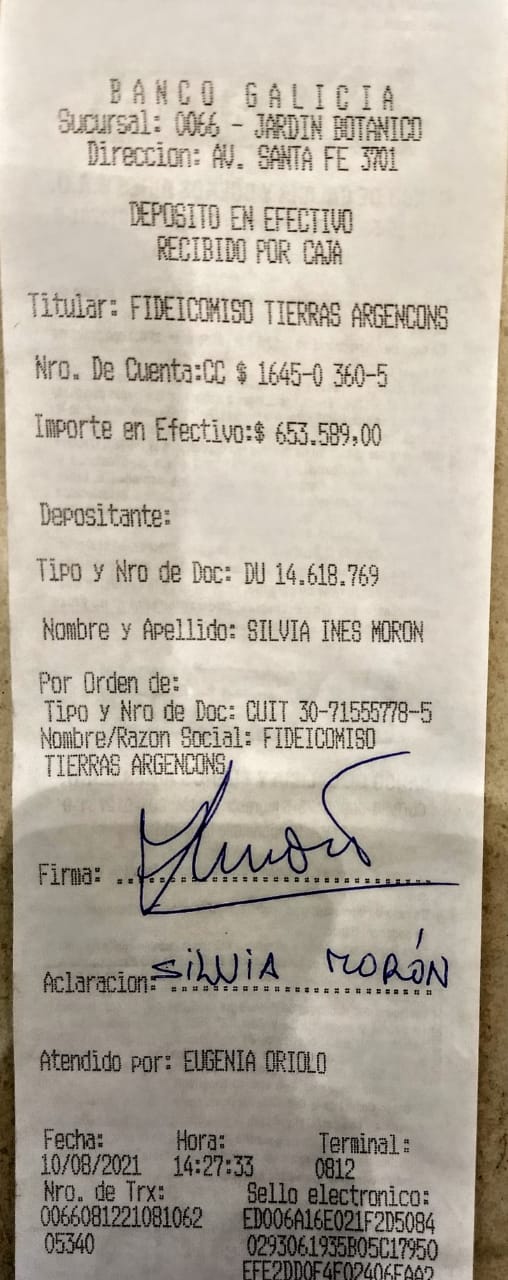 BANCO GALICIA
Sucursal: 0066 - JARDIN BOTANICO
Direccion: AV. SANTA FE 3701
DEPOSITO EN EFECTIVO
RECIBIDO POR CAJA
Titular: FIDEICOMISO TIERRAS ARGENCONS
Nro. De Cuenta:CC $ 1645-0 360-5
Importe en Efectivo:$ 653.589,00
Depositante:
Tipo y Nro de Doc: DU 14.618.769
Nombre y Apellido: SILVIA INES MORON
Por Orden de:
Tipo y Nro de Doc: CUIT 30-71555778-5
Nombre/Razon Social: FIDEICOMISO
TIERRAS ARGENCONS
Firma:
Aclaracion: SILVIA MORÓN
Atendido por: EUGENIA ORIOLO
Fecha: Hora: Terminal:
10/08/2021 14:27:33 0812
Nro. de Trx: Sello electronico:
0066081221081062 ED006A16E021F2D5084
05340 0293061935B05C17950